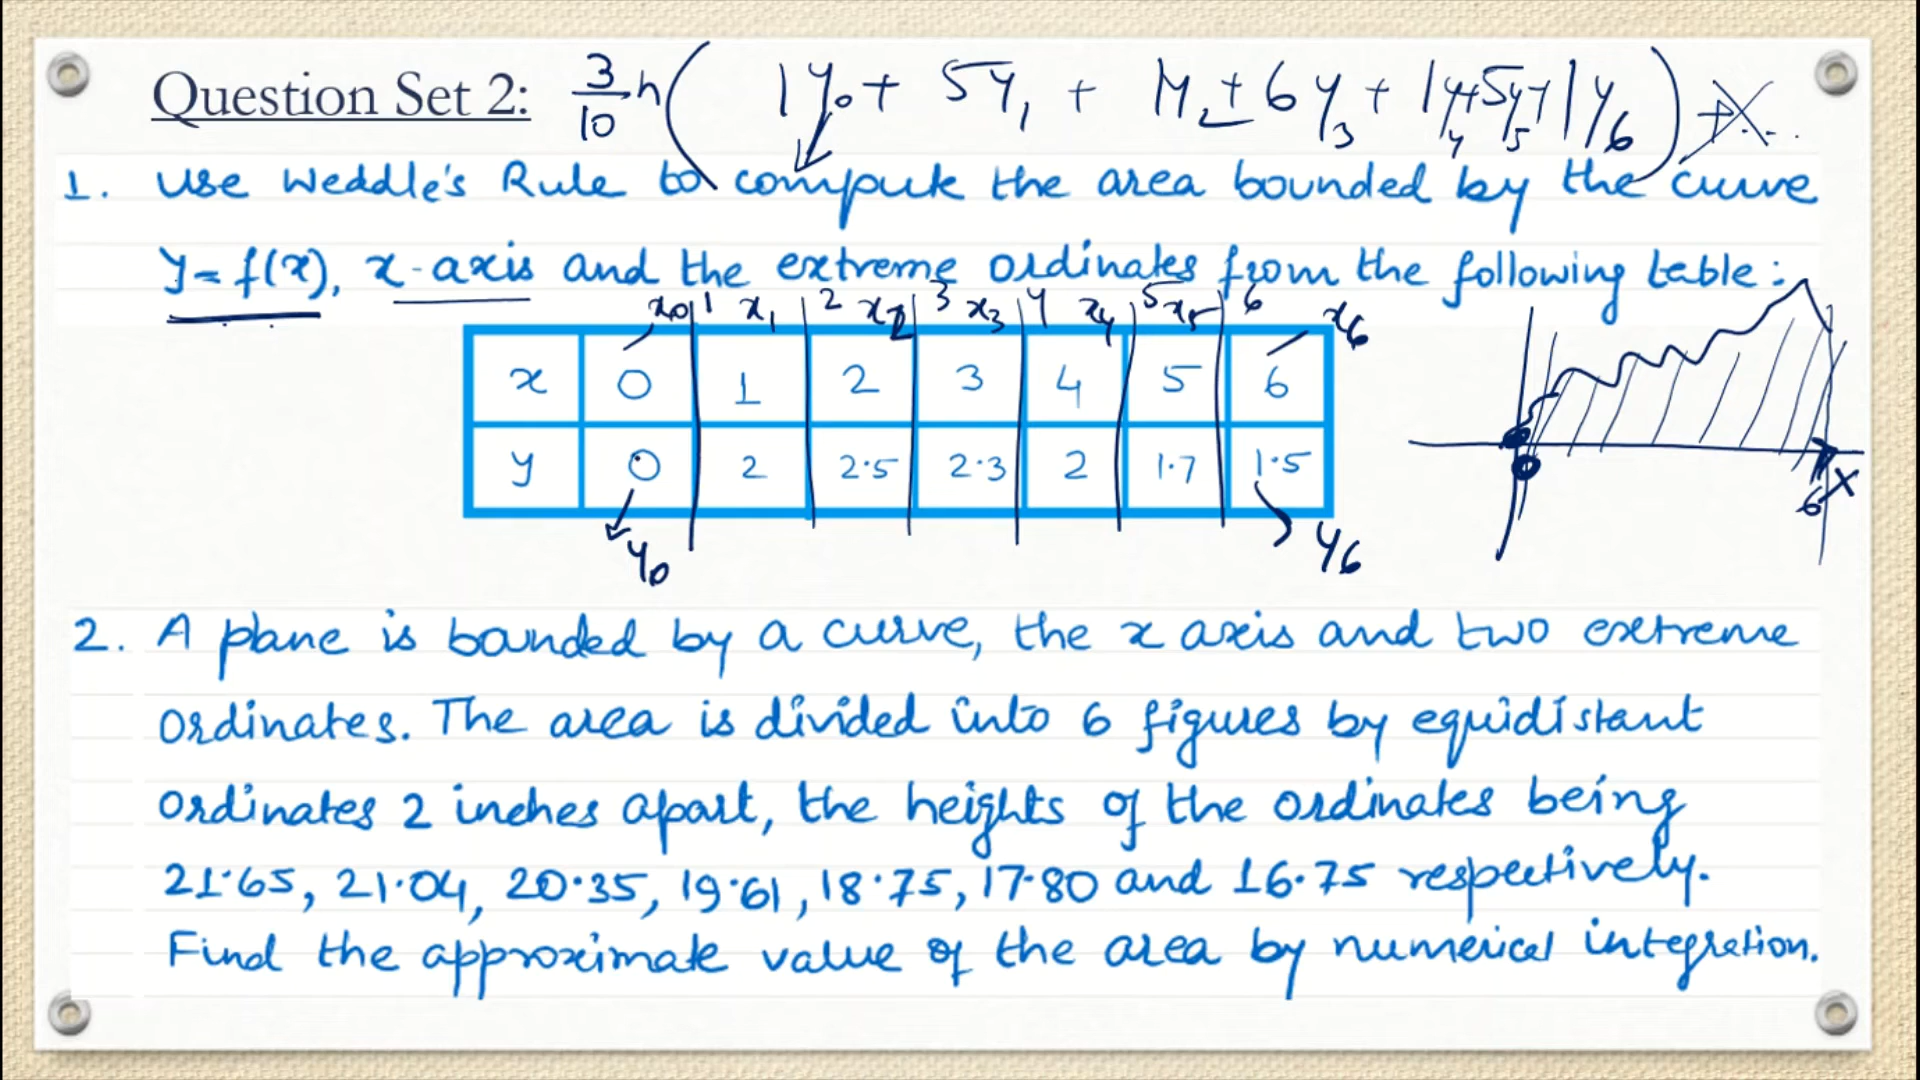 Question Set 2: 3/10 h ( 1y₀ + 5y₁ + 1y₂ + 6y₃ + 1y₄ + 5y₅ + 1y₆ )
1. Use Weddle's Rule to compute the area bounded by the curve
y = f(x), x-axis and the extreme ordinates from the following table:
x₀ 1 x₁ 2 x₂ 3 x₃ 4 x₄ 5 x₅ 6 x₆
x 0 1 2 3 4 5 6
y 0 2 2.5 2.3 2 1.7 1.5
6 X
y₀ y₆
2. A plane is bounded by a curve, the x axis and two extreme
ordinates. The area is divided into 6 figures by equidistant
ordinates 2 inches apart, the heights of the ordinates being
21.65, 21.04, 20.35, 19.61, 18.75, 17.80 and 16.75 respectively.
Find the approximate value of the area by numerical integration.